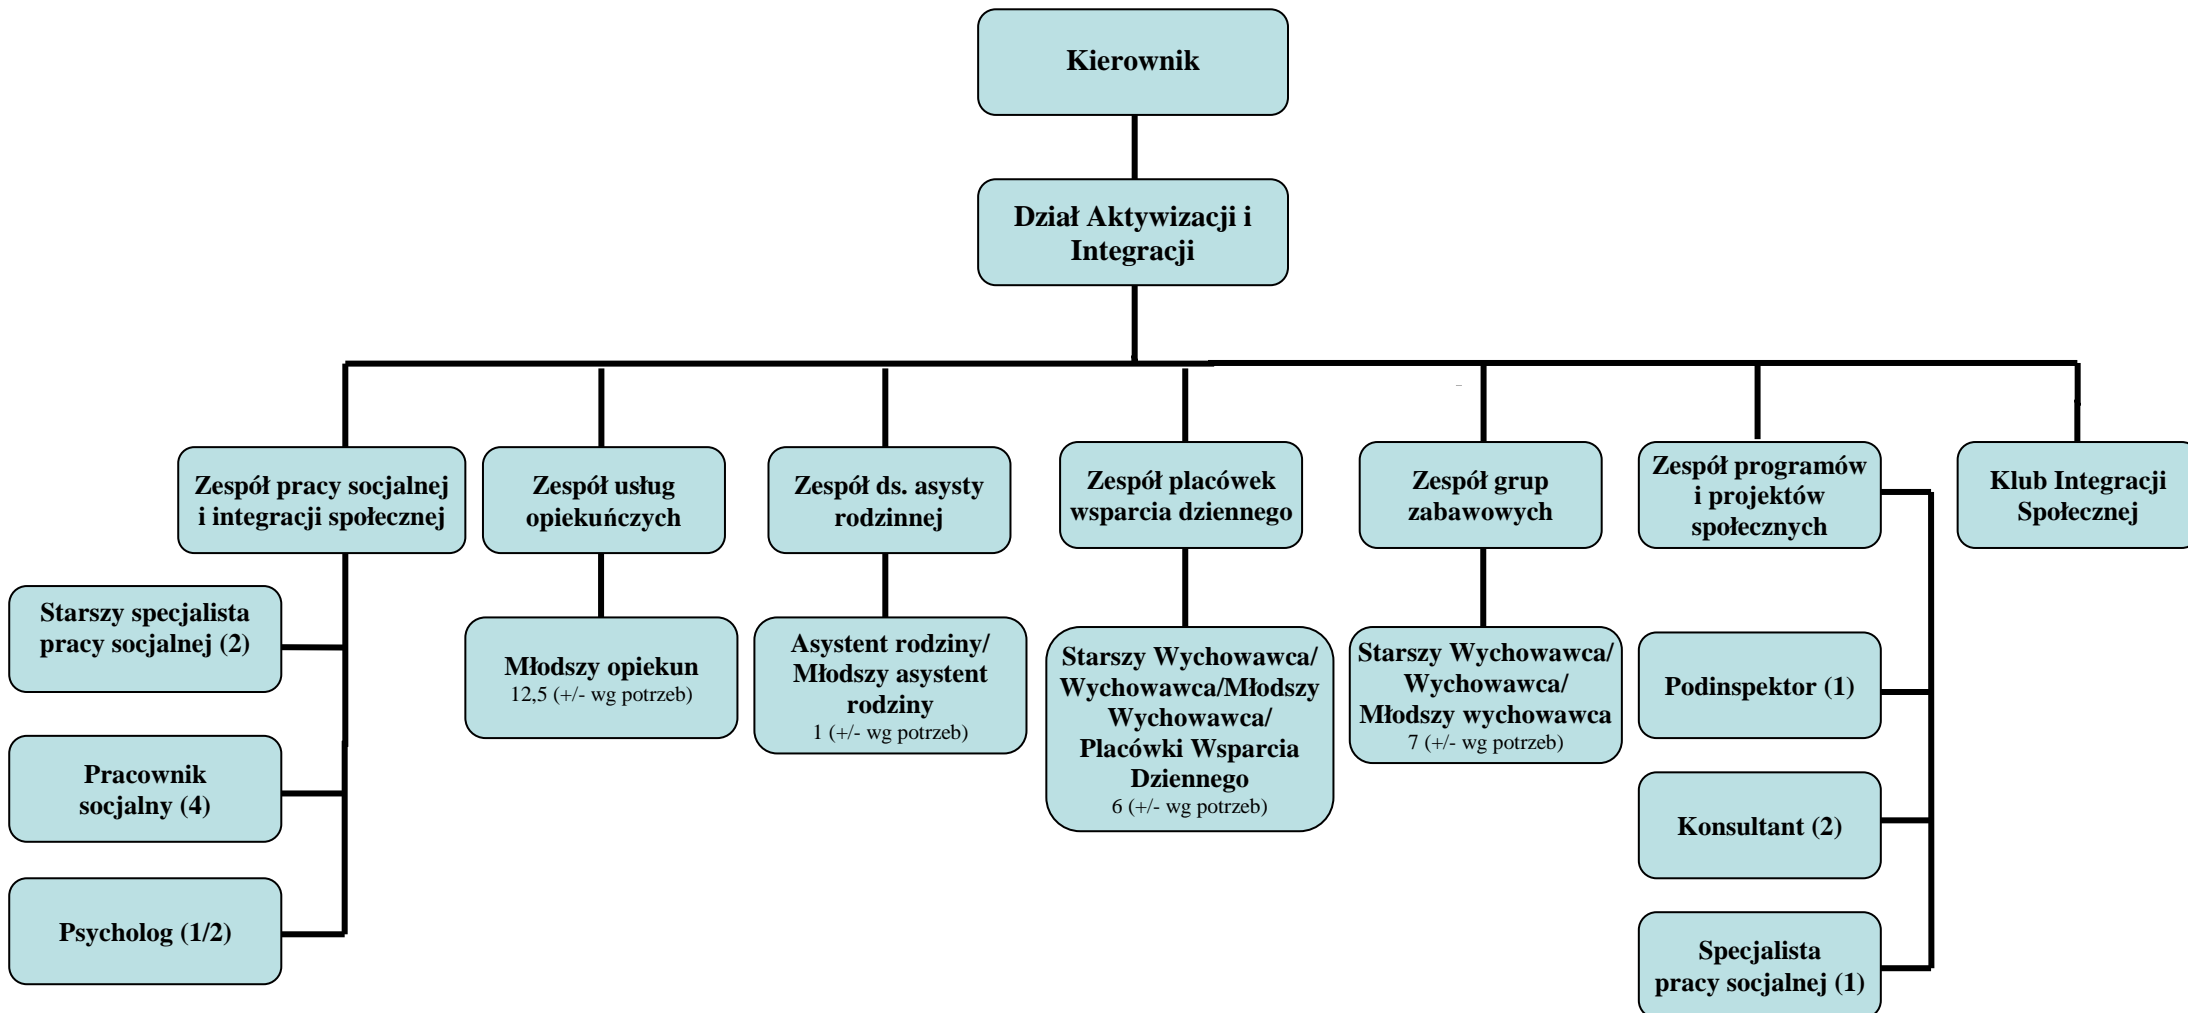 Kierownik
Dział Aktywizacji i
Integracji
Zespół pracy socjalnej
i integracji społecznej
Zespół usług
opiekuńczych
Zespół ds. asysty
rodzinnej
Zespół placówek
wsparcia dziennego
Zespół grup
zabawowych
Zespół programów
i projektów
społecznych
Klub Integracji
Społecznej
Starszy specjalista
pracy socjalnej (2)
Pracownik
socjalny (4)
Psycholog (1/2)
Młodszy opiekun
12,5 (+/- wg potrzeb)
Asystent rodziny/
Młodszy asystent
rodziny
1 (+/- wg potrzeb)
Starszy Wychowawca/
Wychowawca/Młodszy
Wychowawca/
Placówki Wsparcia
Dziennego
6 (+/- wg potrzeb)
Starszy Wychowawca/
Wychowawca/
Młodszy wychowawca
7 (+/- wg potrzeb)
Podinspektor (1)
Konsultant (2)
Specjalista
pracy socjalnej (1)